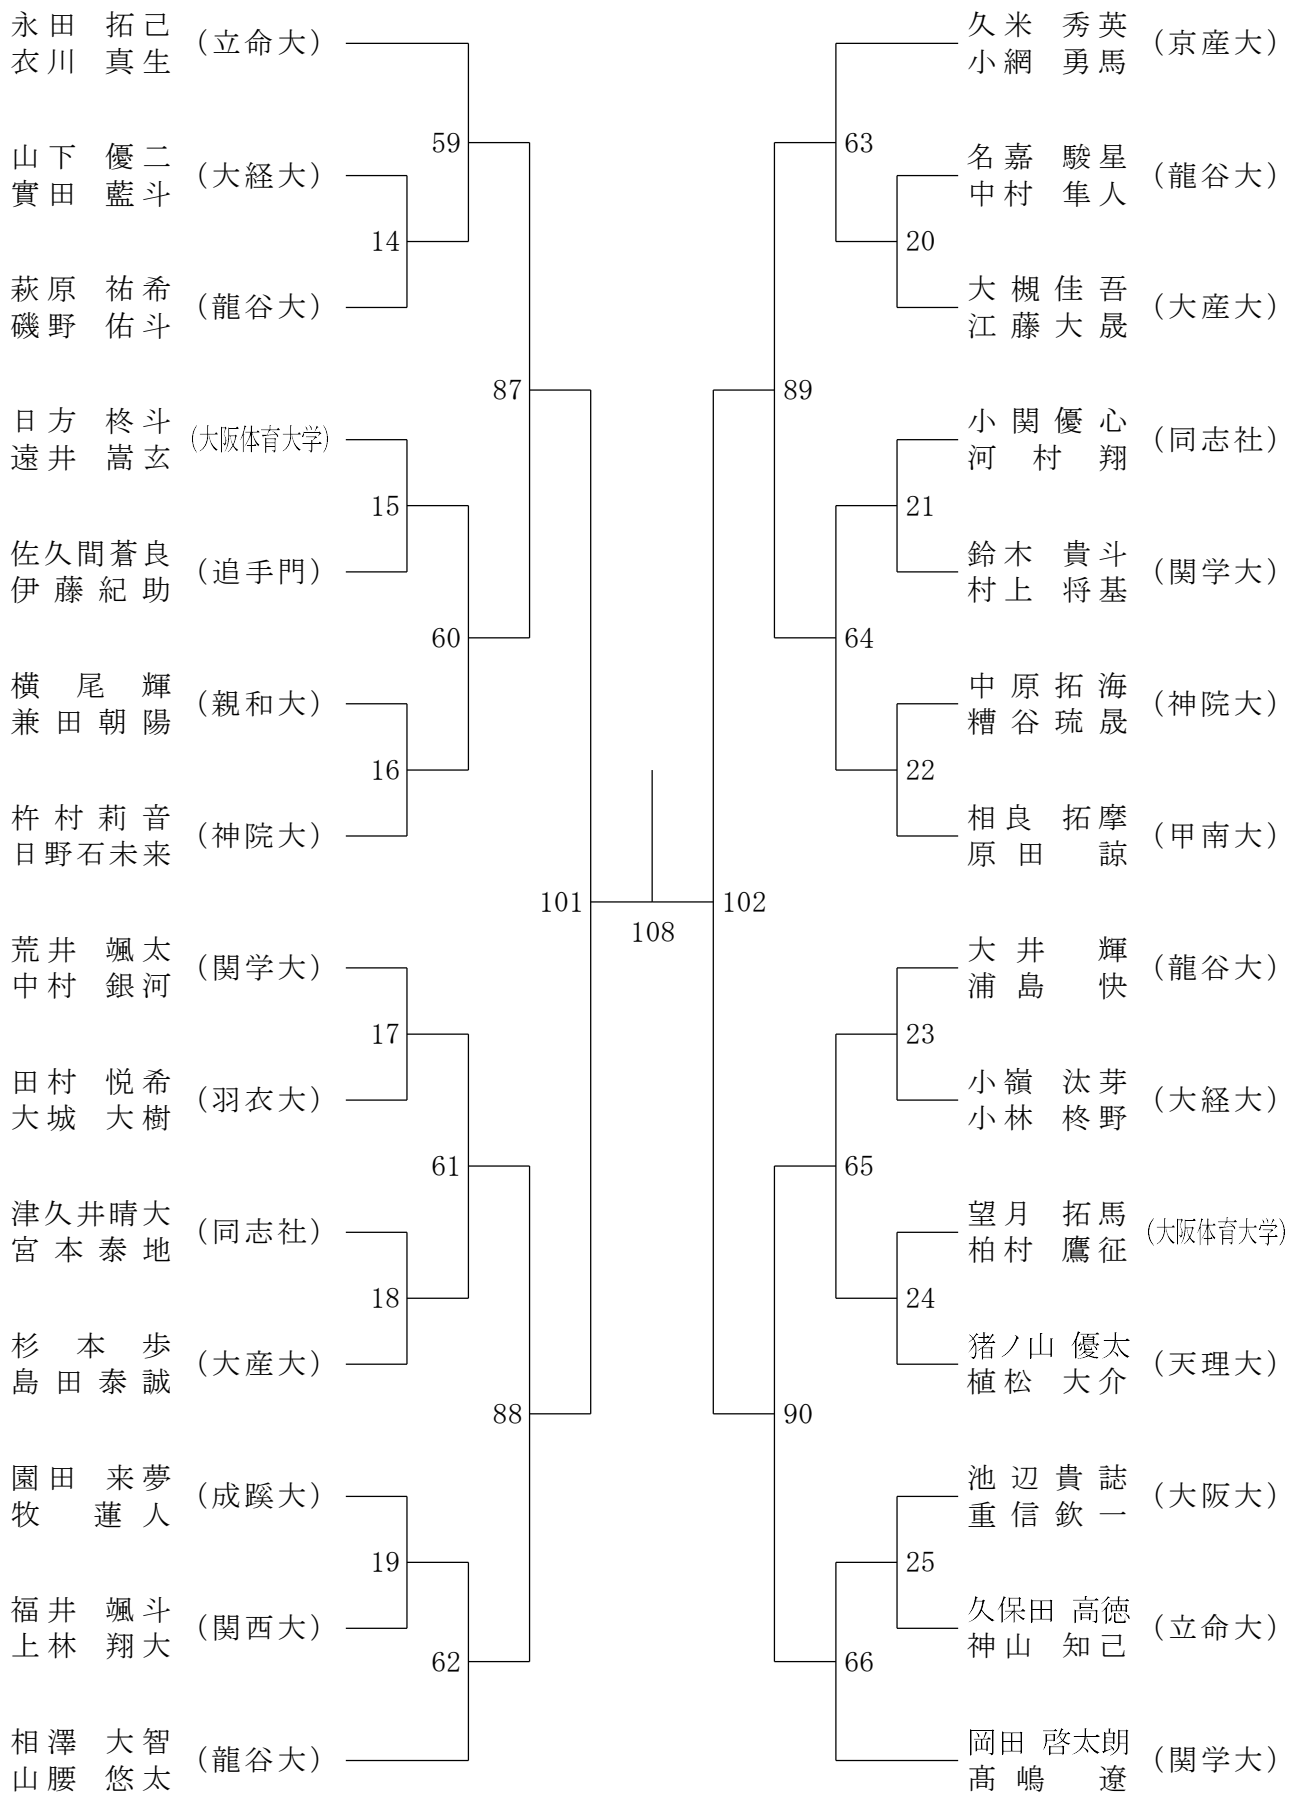 永田 拓己
衣川 真生
(立命大)
59
山下 優二
實田 藍斗
(大経大)
14
萩原 祐希
磯野 佑斗
(龍谷大)
87
日方 柊斗
遠井 嵩玄
(大阪体育大学)
15
佐久間蒼良
伊藤紀助
(追手門)
60
横尾輝
兼田朝陽
(親和大)
16
杵村莉音
日野石未来
(神院大)
101
荒井 颯太
中村 銀河
(関学大)
17
田村 悦希
大城 大樹
(羽衣大)
61
津久井晴大
宮本泰地
(同志社)
18
杉本歩
島田泰誠
(大産大)
88
園田 来夢
牧 蓮人
(成蹊大)
19
福井 颯斗
上林 翔大
(関西大)
62
相澤 大智
山腰 悠太
(龍谷大)
108
久米 秀英
小網 勇馬
(京産大)
63
名嘉 駿星
中村 隼人
(龍谷大)
20
大槻佳吾
江藤大晟
(大産大)
89
小関優心
河村翔
(同志社)
21
鈴木 貴斗
村上 将基
(関学大)
64
中原拓海
糟谷琉晟
(神院大)
22
相良 拓摩
原田 諒
(甲南大)
102
大井 輝
浦島 快
(龍谷大)
23
小嶺 汰芽
小林 柊野
(大経大)
65
望月 拓馬
柏村 鷹征
(大阪体育大学)
24
猪ノ山 優太
植松 大介
(天理大)
90
池辺貴誌
重信欽一
(大阪大)
25
久保田 高徳
神山 知己
(立命大)
66
岡田 啓太朗
髙嶋 遼
(関学大)